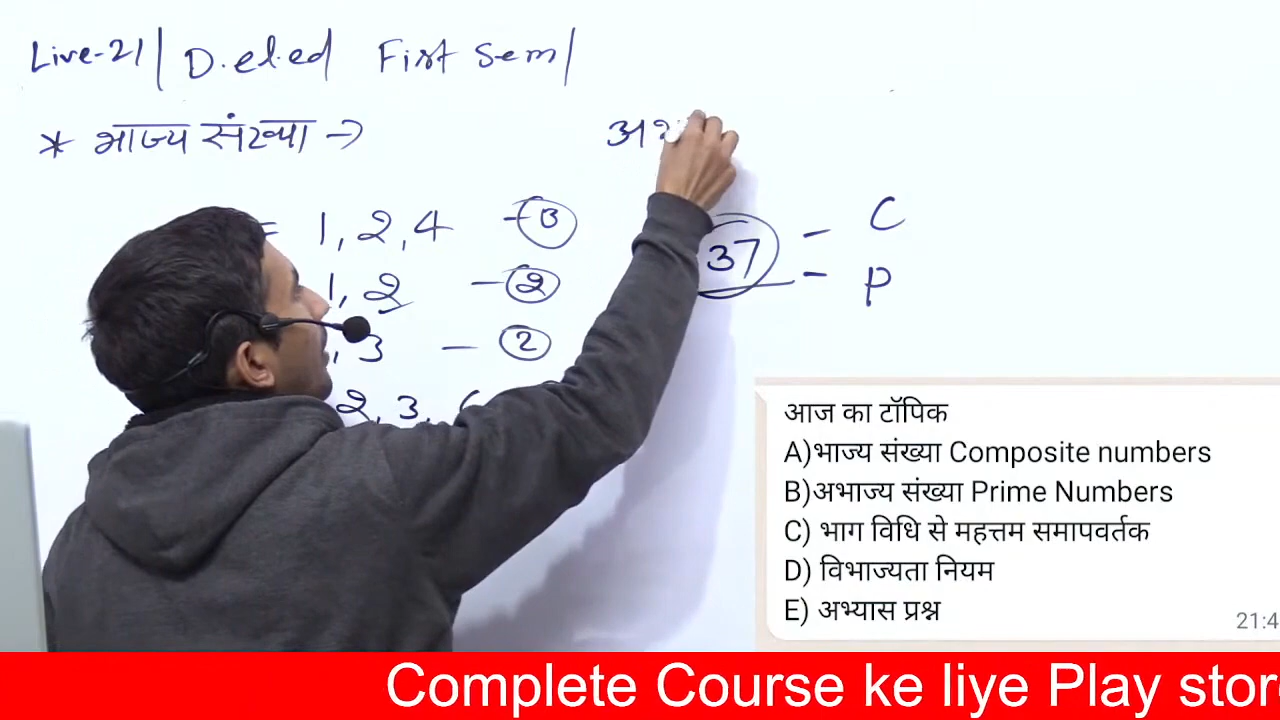 Live-21| D.el.ed First Sem|
* भाज्य संख्या →
= 1, 2, 4 - 3
1, 2 - 2
, 3 - 2
2, 3,
37 - C
- P
आज का टॉपिक
A)भाज्य संख्या Composite numbers
B)अभाज्य संख्या Prime Numbers
C) भाग विधि से महत्तम समापवर्तक
D) विभाज्यता नियम
E) अभ्यास प्रश्न
21:4
Complete Course ke liye Play stor